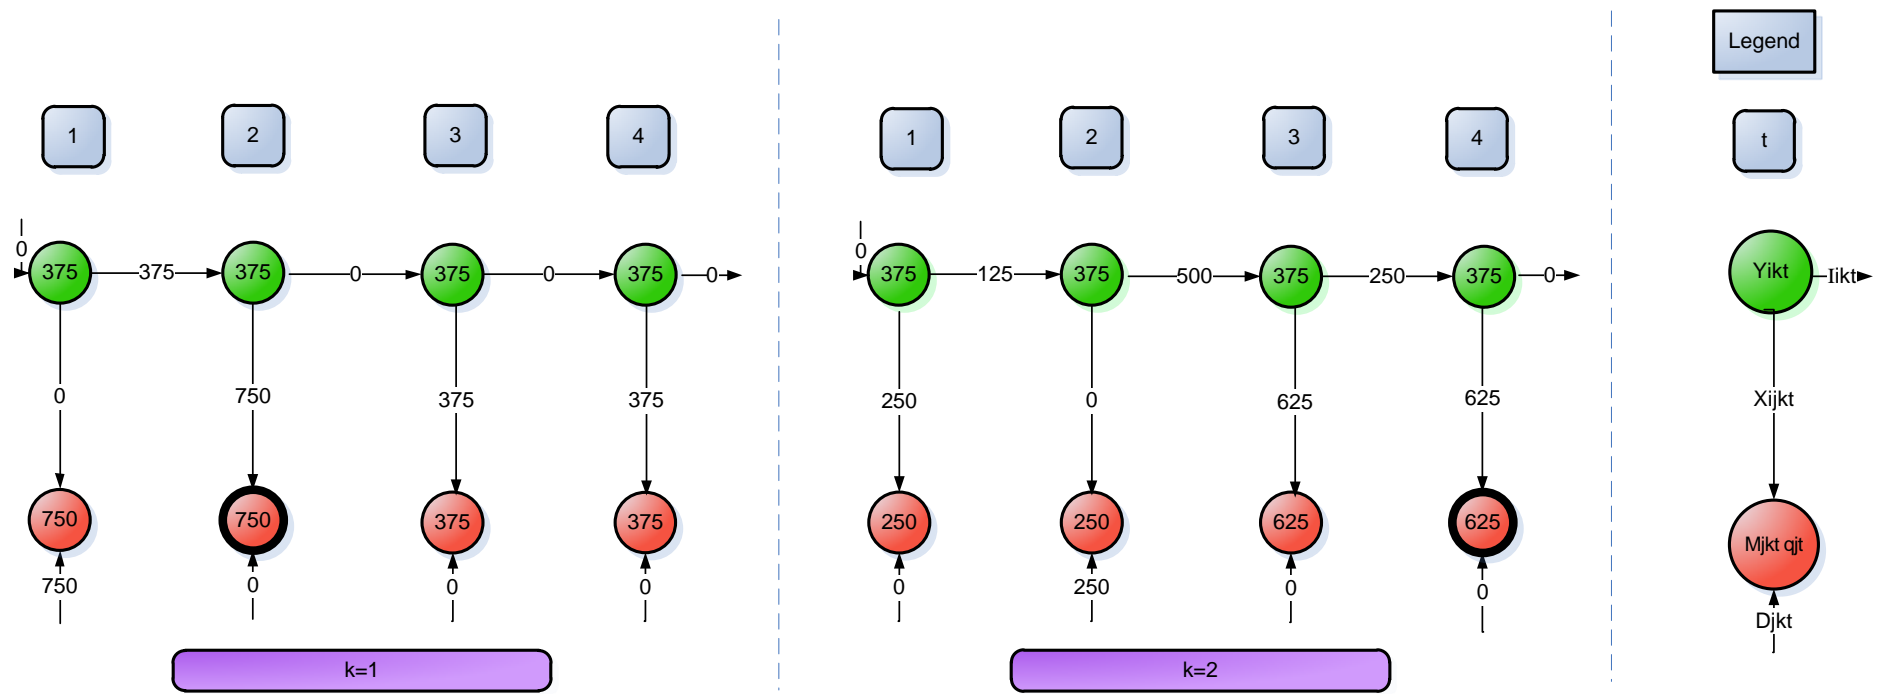 Legend
1 2 3 4 1 2 3 4 t
0 0
375 375 375 0 375 0 375 0 375 125 375 500 375 250 375 0 Yikt Iikt
0 750 375 375 250 0 625 625 Xijkt
750 750 375 375 250 250 625 625 Mjkt qjt
750 0 0 0 0 250 0 0 Djkt
k=1 k=2